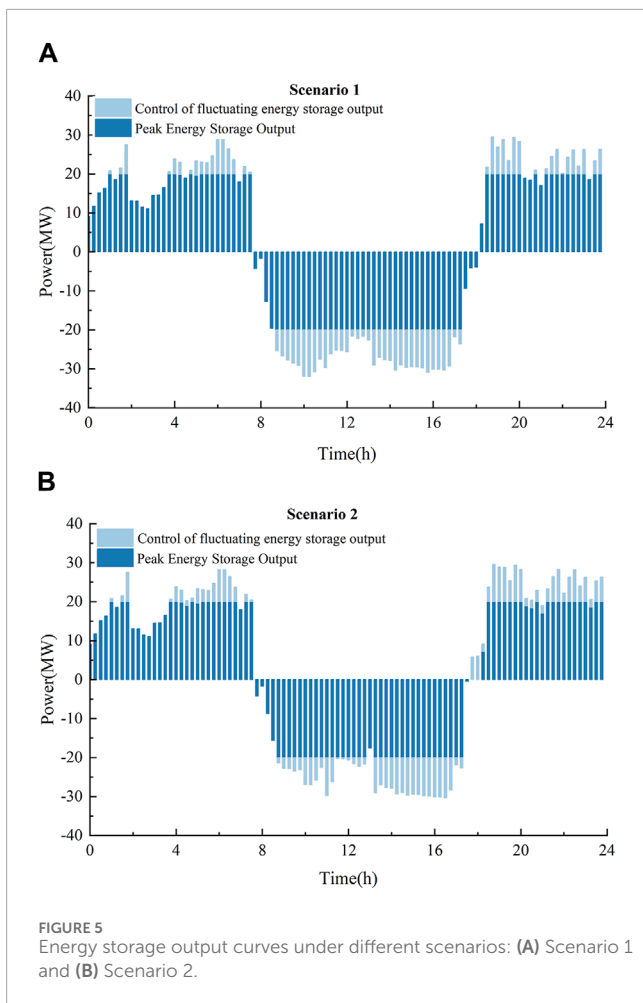 A
Scenario 1
Control of fluctuating energy storage output
Peak Energy Storage Output
Power(MW)
40
30
20
10
0
-10
-20
-30
-40
0 4 8 12 16 20 24
Time(h)
B
Scenario 2
Control of fluctuating energy storage output
Peak Energy Storage Output
Power(MW)
40
30
20
10
0
-10
-20
-30
-40
0 4 8 12 16 20 24
Time(h)
FIGURE 5
Energy storage output curves under different scenarios: (A) Scenario 1
and (B) Scenario 2.